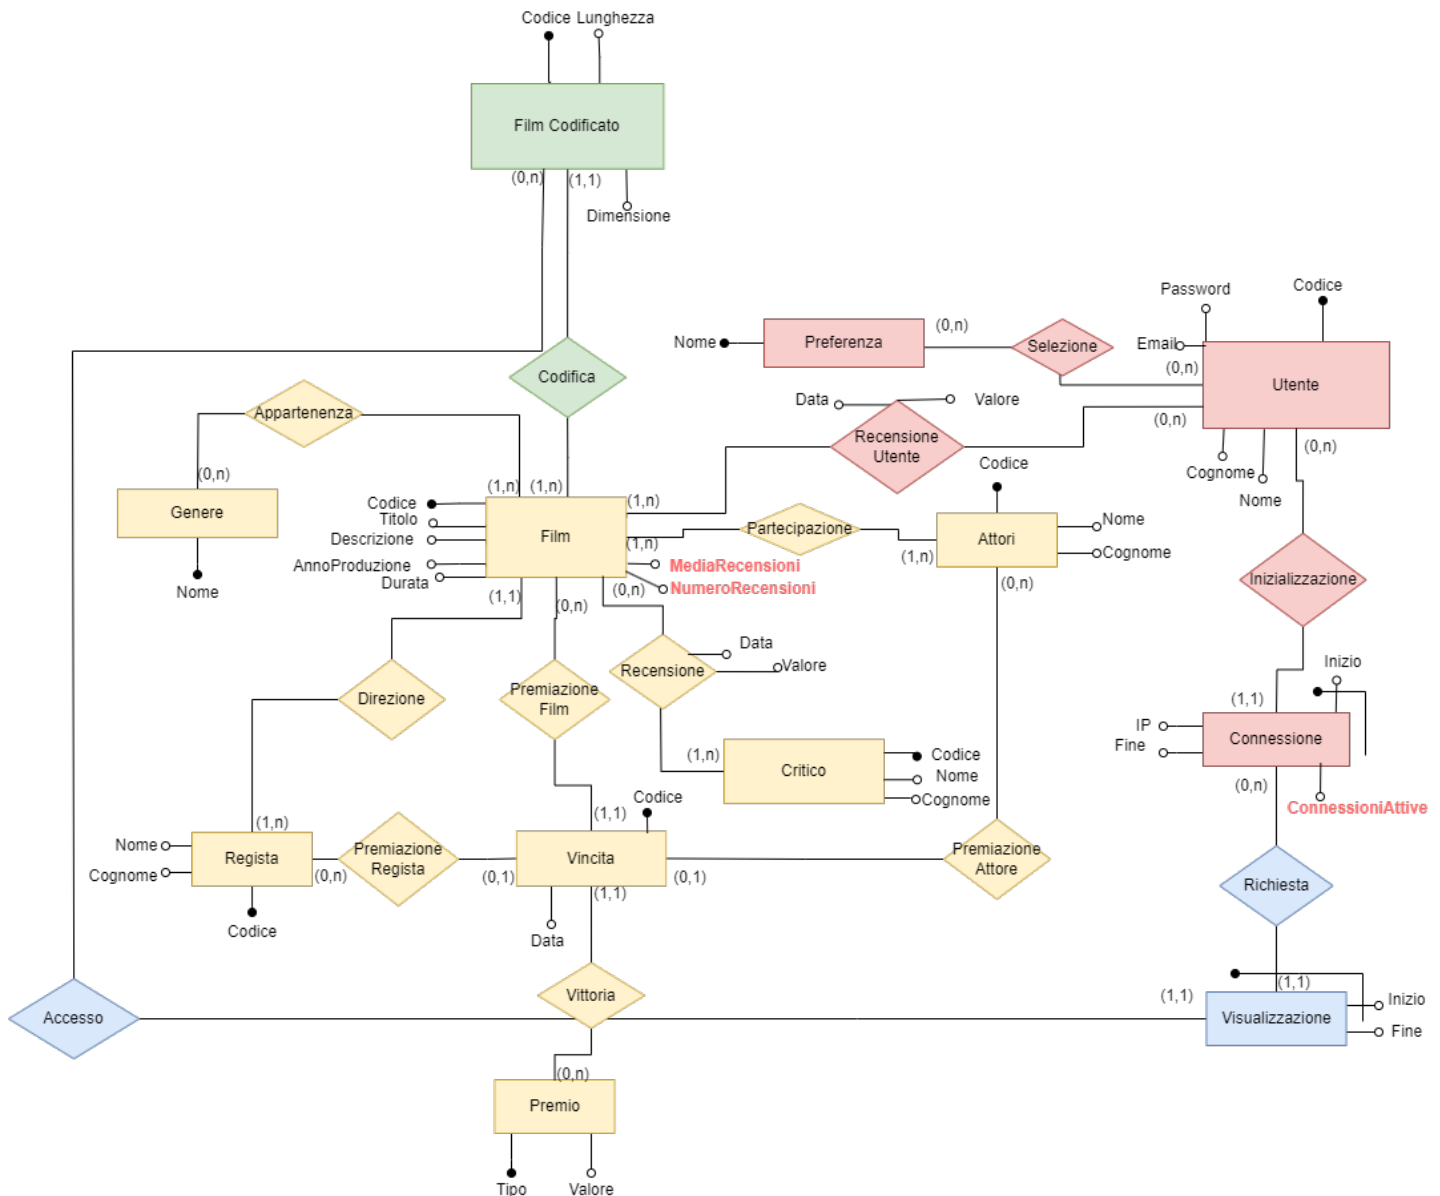 Codice Lunghezza
Film Codificato
(0,n)
(1,1)
Dimensione
Password
Codice
Nome
Preferenza
(0,n)
Selezione
Email
(0,n)
Utente
Codifica
Data
Valore
Appartenenza
Recensione
Utente
(0,n)
(0,n)
Codice
Cognome
Nome
(0,n)
(1,n)
(1,n)
(1,n)
Genere
Codice
Titolo
Descrizione
AnnoProduzione
Durata
Film
Partecipazione
(1,n)
(1,n)
Attori
Nome
Cognome
MediaRecensioni
NumeroRecensioni
Nome
(1,1)
(0,n)
(0,n)
(0,n)
Inizializzazione
Direzione
Premiazione
Film
Recensione
Data
Valore
Inizio
(1,1)
IP
Fine
Connessione
(1,n)
Critico
Codice
Nome
Cognome
(0,n)
ConnessioniAttive
Codice
(1,n)
(1,1)
Nome
Cognome
Regista
(0,n)
Premiazione
Regista
(0,1)
Vincita
(0,1)
(1,1)
Premiazione
Attore
Richiesta
Codice
Data
Vittoria
(1,1)
(1,1)
Accesso
Visualizzazione
Inizio
Fine
(0,n)
Premio
Tipo
Valore